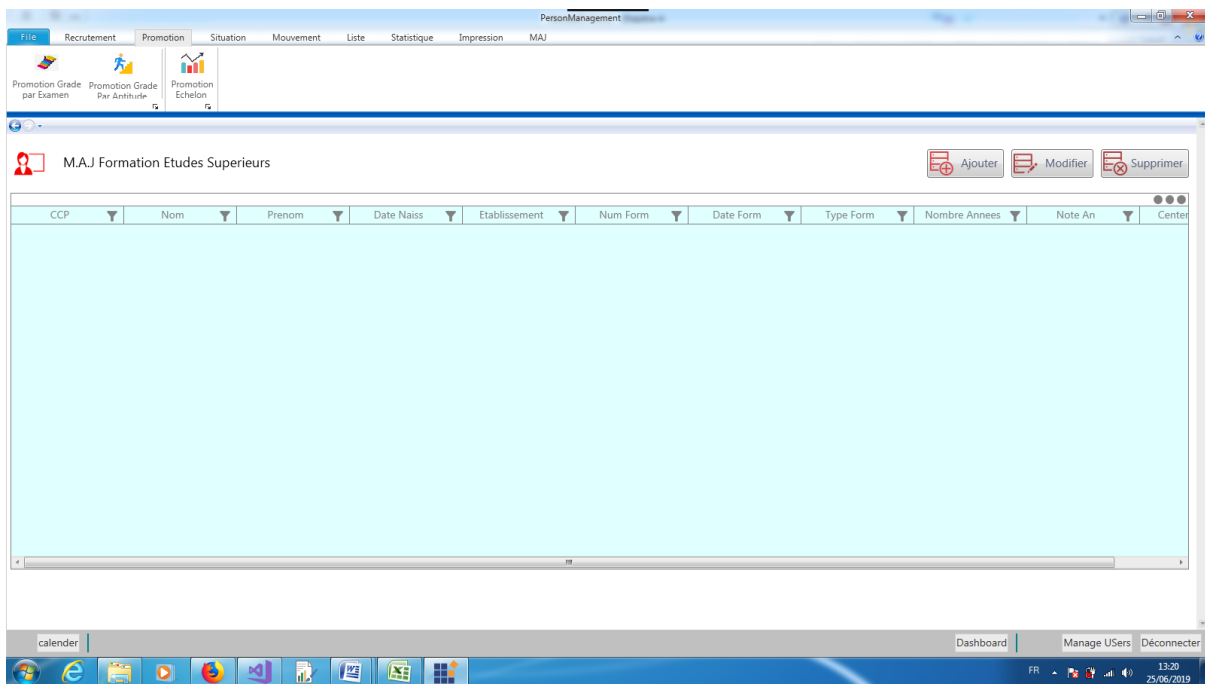 PersonManagement
File Recrutement Promotion Situation Mouvement Liste Statistique Impression MAJ
Promotion Grade par Examen
Promotion Grade Par Aptitude
Promotion Echelon
M.A.J Formation Etudes Superieurs
Ajouter Modifier Supprimer
CCP Nom Prenom Date Naiss Etablissement Num Form Date Form Type Form Nombre Annees Note An Center
calender Dashboard Manage USers Déconnecter
FR 13:20
25/06/2019